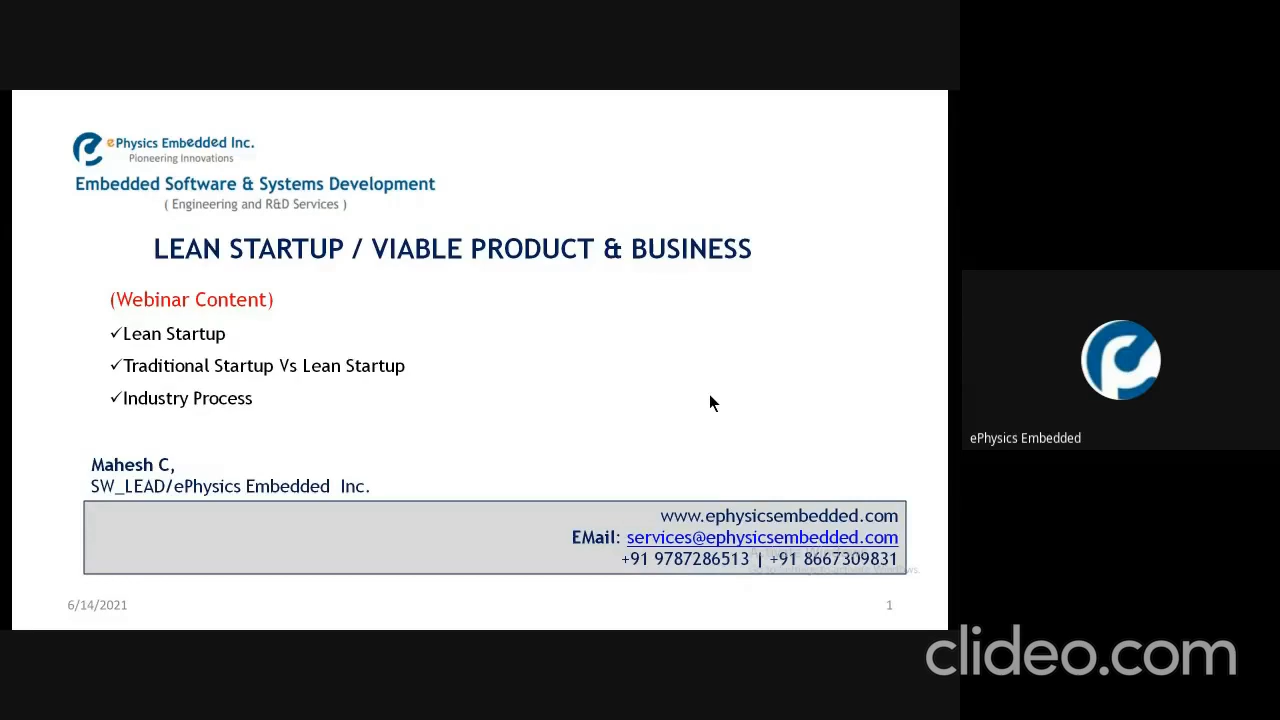 ePhysics Embedded Inc.
Pioneering Innovations
Embedded Software & Systems Development
( Engineering and R&D Services )
LEAN STARTUP / VIABLE PRODUCT & BUSINESS
(Webinar Content)
✓Lean Startup
✓Traditional Startup Vs Lean Startup
✓Industry Process
Mahesh C,
SW_LEAD/ePhysics Embedded Inc.
www.ephysicsembedded.com
EMail: services@ephysicsembedded.com
+91 9787286513 | +91 8667309831
6/14/2021
1
ePhysics Embedded
clideo.com